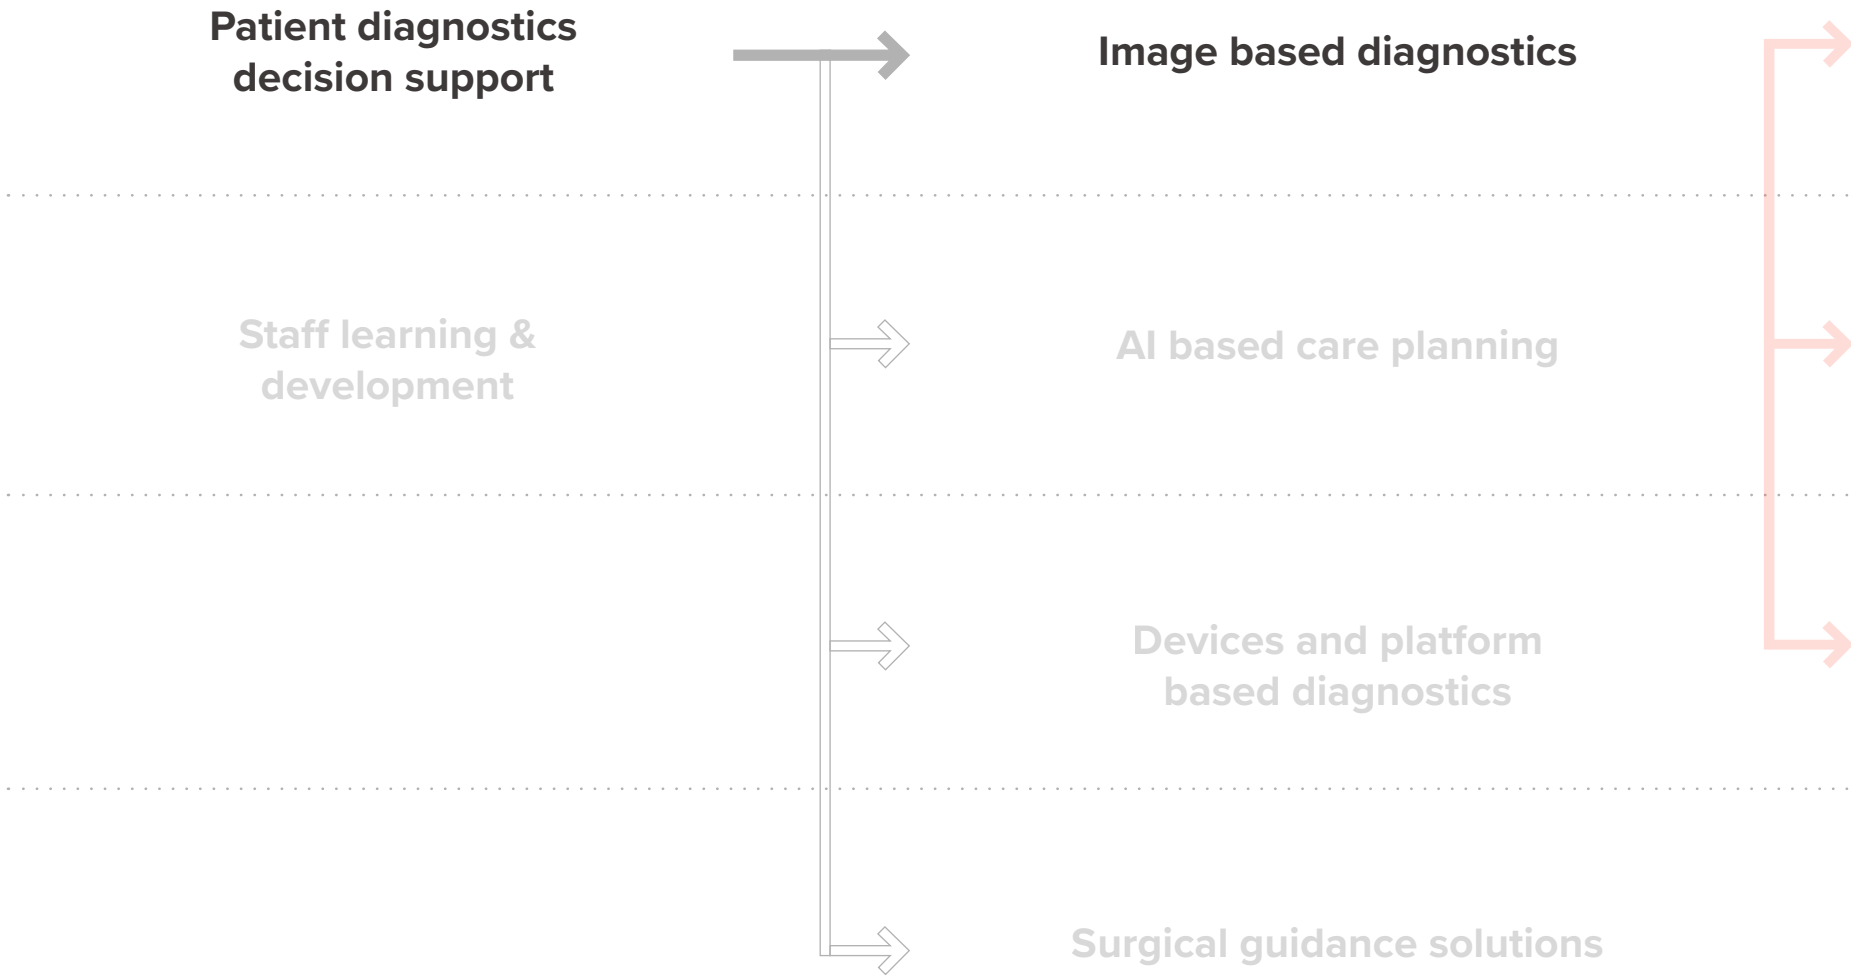 Patient diagnostics
decision support
Image based diagnostics
Staff learning &
development
AI based care planning
Devices and platform
based diagnostics
Surgical guidance solutions